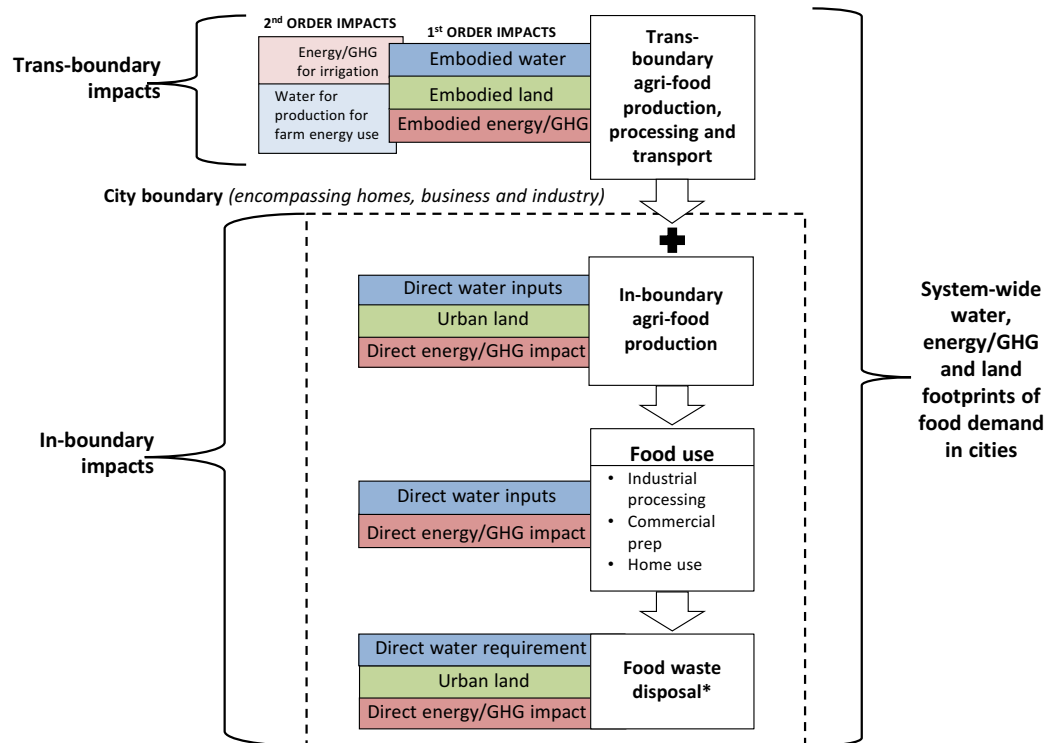 2nd ORDER IMPACTS
1st ORDER IMPACTS
Trans-boundary
impacts
Energy/GHG
for irrigation
Water for
production for
farm energy use
Embodied water
Embodied land
Embodied energy/GHG
Trans-
boundary
agri-food
production,
processing and
transport
City boundary (encompassing homes, business and industry)
In-boundary
impacts
Direct water inputs
Urban land
Direct energy/GHG impact
In-boundary
agri-food
production
Direct water inputs
Direct energy/GHG impact
Food use
• Industrial
processing
• Commercial
prep
• Home use
Direct water requirement
Urban land
Direct energy/GHG impact
Food waste
disposal*
System-wide
water,
energy/GHG
and land
footprints of
food demand
in cities